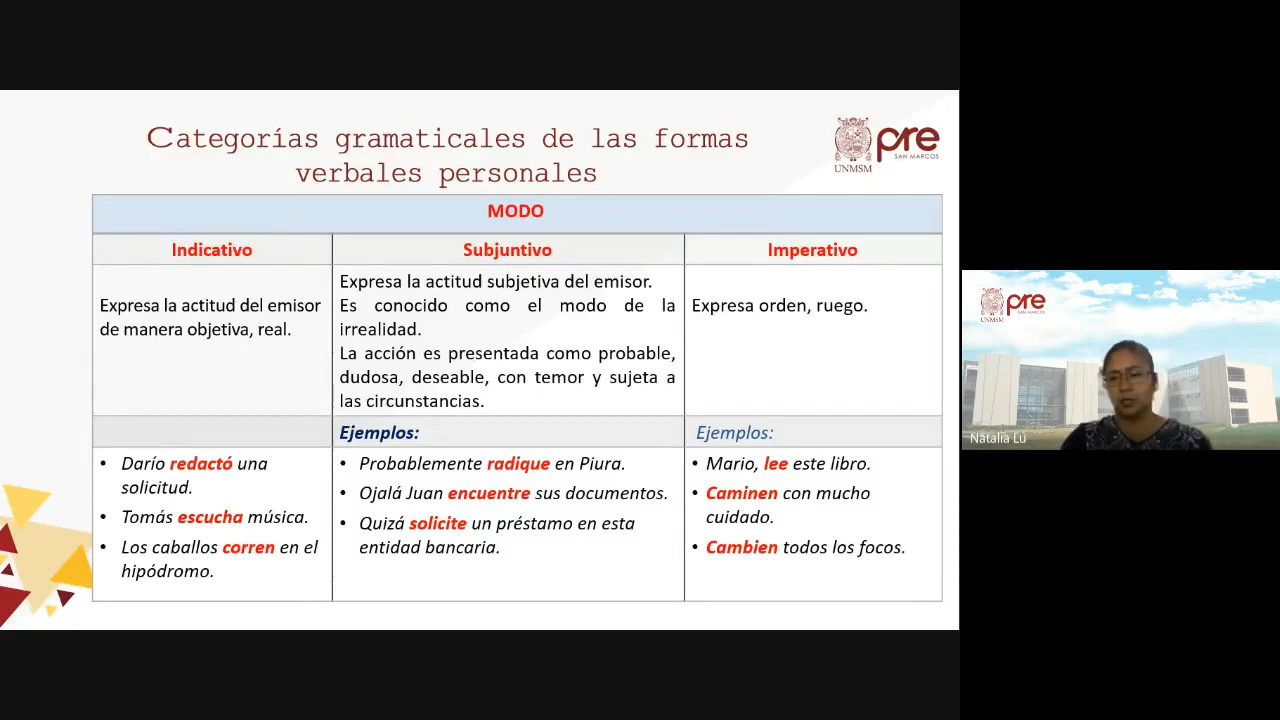 Categorías gramaticales de las formas
verbales personales
UNMSM
pre
SAN MARCOS
MODO
Indicativo
Subjuntivo
Imperativo
Expresa la actitud del emisor
de manera objetiva, real.
Expresa la actitud subjetiva del emisor.
Es conocido como el modo de la
irrealidad.
La acción es presentada como probable,
dudosa, deseable, con temor y sujeta a
las circunstancias.
Expresa orden, ruego.
Ejemplos:
Ejemplos:
• Darío redactó una
solicitud.
• Tomás escucha música.
• Los caballos corren en el
hipódromo.
• Probablemente radique en Piura.
• Ojalá Juan encuentre sus documentos.
• Quizá solicite un préstamo en esta
entidad bancaria.
• Mario, lee este libro.
• Caminen con mucho
cuidado.
• Cambien todos los focos.
UNMSM
pre
SAN MARCOS
Natalia Lu